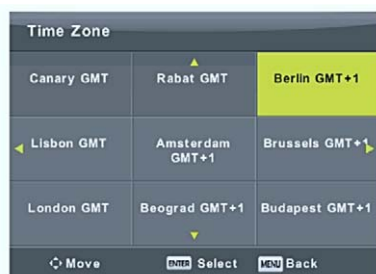 Time Zone
Canary GMT
Rabat GMT
Berlin GMT+1
Lisbon GMT
Amsterdam
GMT+1
Brussels GMT+1
London GMT
Beograd GMT+1
Budapest GMT+1
Move
ENTER Select
MENU Back